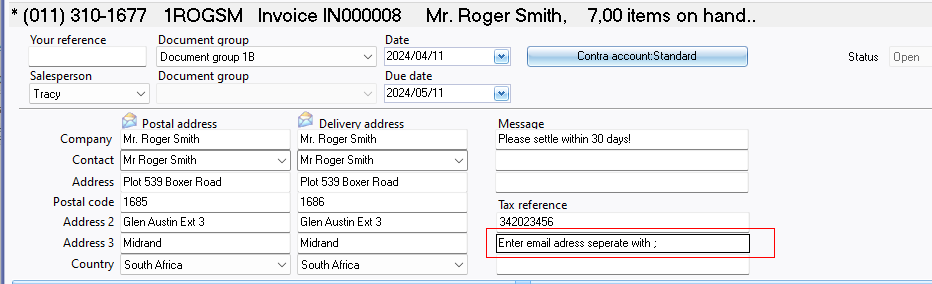 * (011) 310-1677 1ROGSM Invoice IN000008 Mr. Roger Smith, 7,00 items on hand..
Your reference Document group Date
Document group 1B 2024/04/11 Contra account:Standard Status Open
Salesperson Document group Due date
Tracy 2024/05/11
Postal address Delivery address Message
Company Mr. Roger Smith Mr. Roger Smith Please settle within 30 days!
Contact Mr Roger Smith Mr Roger Smith
Address Plot 539 Boxer Road Plot 539 Boxer Road
Postal code 1685 1686 Tax reference
Address 2 Glen Austin Ext 3 Glen Austin Ext 3 342023456
Address 3 Midrand Midrand Enter email adress seperate with ;
Country South Africa South Africa